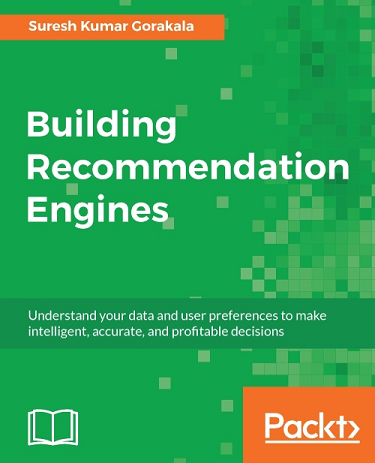 Suresh Kumar Gorakala
Building
Recommendation
Engines
Understand your data and user preferences to make
intelligent, accurate, and profitable decisions
Packt>